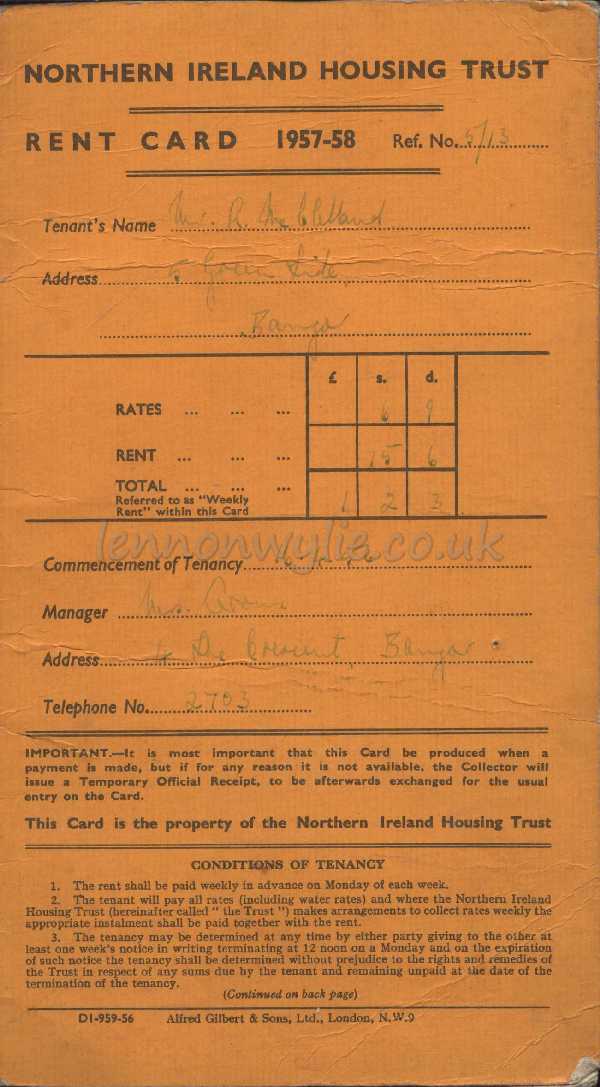 NORTHERN IRELAND HOUSING TRUST
RENT CARD 1957-58 Ref. No. 5/13
Tenant's Name Mr. R. Mc Clelland
Address 5 Green Side,
Bangor
£ s. d.
RATES ... ... ... 6 9
RENT ... ... ... 15 6
TOTAL ... ... ... 1 2 3
Referred to as "Weekly
Rent" within this Card
lennonwylie.co.uk
Commencement of Tenancy
Manager Mrs.
Address 4 The Crescent, Bangor
Telephone No. 2703
IMPORTANT.—It is most important that this Card be produced when a
payment is made, but if for any reason it is not available, the Collector will
issue a Temporary Official Receipt, to be afterwards exchanged for the usual
entry on the Card.
This Card is the property of the Northern Ireland Housing Trust
CONDITIONS OF TENANCY
1. The rent shall be paid weekly in advance on Monday of each week.
2. The tenant will pay all rates (including water rates) and where the Northern Ireland
Housing Trust (hereinafter called " the Trust ") makes arrangements to collect rates weekly the
appropriate instalment shall be paid together with the rent.
3. The tenancy may be determined at any time by either party giving to the other at
least one week's notice in writing terminating at 12 noon on a Monday and on the expiration
of such notice the tenancy shall be determined without prejudice to the rights and remedies of
the Trust in respect of any sums due by the tenant and remaining unpaid at the date of the
termination of the tenancy.
(Continued on back page)
D1-959-56 Alfred Gilbert & Sons, Ltd., London, N.W.9